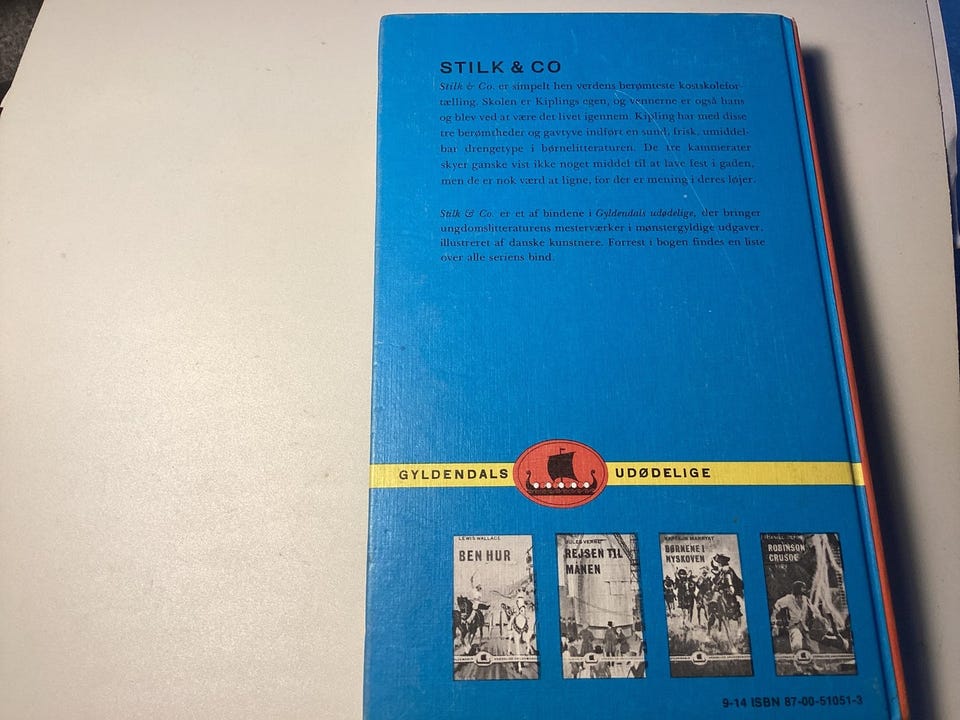 STILK & CO
Stilk & Co. er simpelt hen verdens berømteste kostskolefor-
tælling. Skolen er Kiplings egen, og vennerne er også hans
og blev ved at være det livet igennem. Kipling har med disse
tre berømtheder og gavtyve indført en sund, frisk, umiddel-
bar drengetype i børnelitteraturen. De tre kammerater
skyer ganske vist ikke noget middel til at lave fest i gaden,
men de er nok værd at ligne, for der er mening i deres løjer.
Stilk & Co. er et af bindene i Gyldendals udødelige, der bringer
ungdomslitteraturens mesterværker i mønstergyldige udgaver,
illustreret af danske kunstnere. Forrest i bogen findes en liste
over alle seriens bind.
GYLDENDALS UDØDELIGE
LEWIS WALLACE
BEN HUR
JULES VERNE
REJSEN TIL
MÅNEN
KAPTAJN MARRYAT
BØRNENE I
NYSKOVEN
ROBINSON
CRUSOE
9-14 ISBN 87-00-51051-3